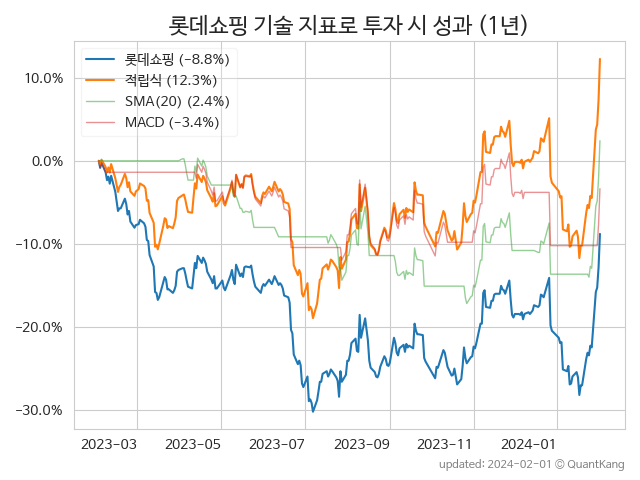 롯데쇼핑 기술 지표로 투자 시 성과 (1년)
롯데쇼핑 (−8.8%)
적립식 (12.3%)
SMA(20) (2.4%)
MACD (−3.4%)
10.0%
0.0%
−10.0%
−20.0%
−30.0%
2023-03 2023-05 2023-07 2023-09 2023-11 2024-01
updated: 2024-02-01 © QuantKang